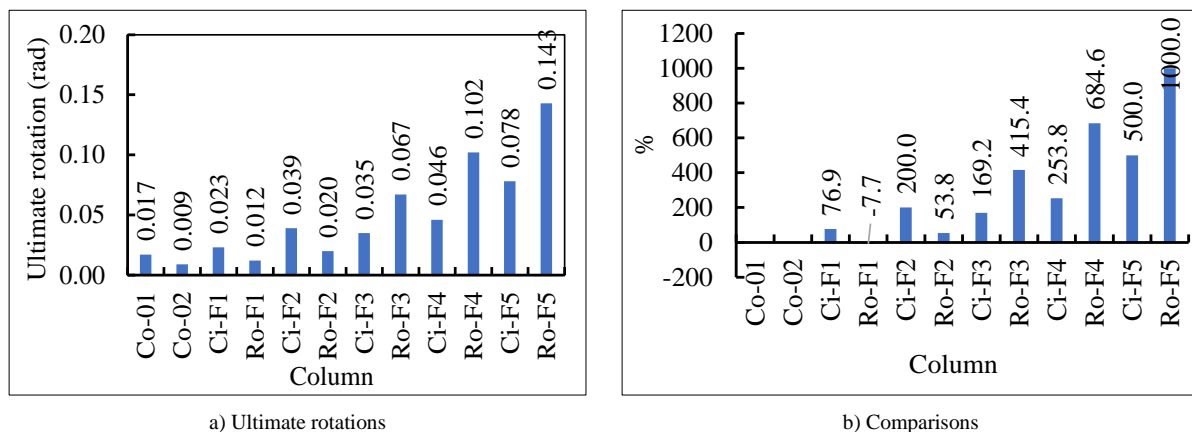 0.20
0.15
0.10
0.05
0.00
Ultimate rotation (rad)
0.017
0.009
0.023
0.012
0.039
0.020
0.035
0.067
0.046
0.102
0.078
0.143
Co-01
Co-02
Ci-F1
Ro-F1
Ci-F2
Ro-F2
Ci-F3
Ro-F3
Ci-F4
Ro-F4
Ci-F5
Ro-F5
Column
a) Ultimate rotations
1200
1000
800
600
400
200
0
-200
%
76.9
-7.7
200.0
53.8
169.2
415.4
253.8
684.6
500.0
1000.0
Co-01
Co-02
Ci-F1
Ro-F1
Ci-F2
Ro-F2
Ci-F3
Ro-F3
Ci-F4
Ro-F4
Ci-F5
Ro-F5
Column
b) Comparisons